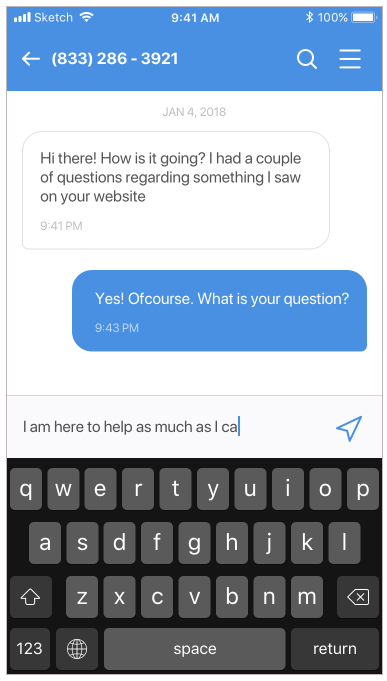 Sketch 9:41 AM 100%
(833) 286 - 3921
JAN 4, 2018
Hi there! How is it going? I had a couple
of questions regarding something I saw
on your website
9:41 PM
Yes! Ofcourse. What is your question?
9:43 PM
I am here to help as much as I ca
q w e r t y u i o p
a s d f g h j k l
z x c v b n m
123 space return